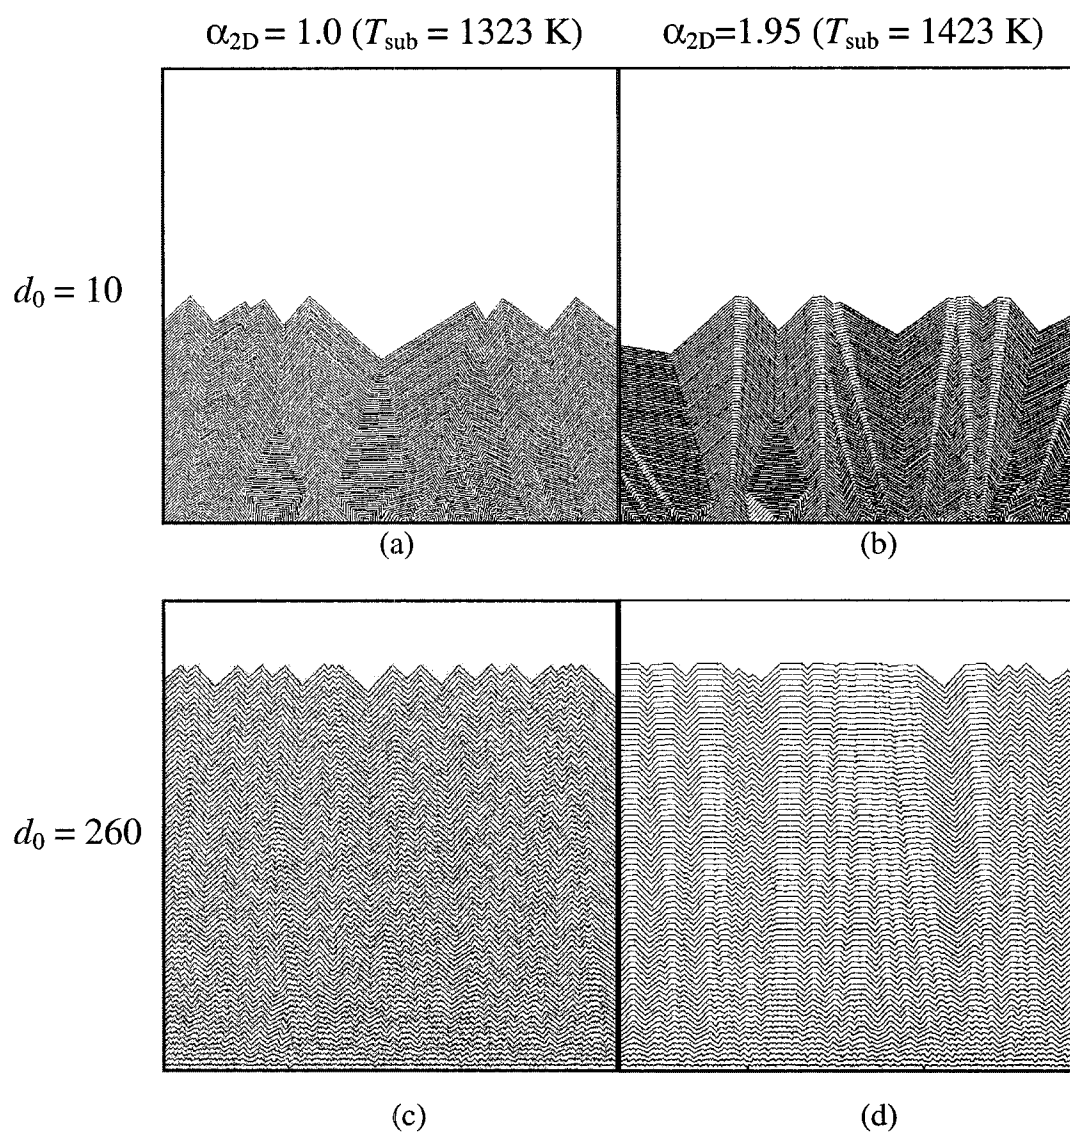 α2D = 1.0 (Tsub = 1323 K) α2D=1.95 (Tsub = 1423 K)
d0 = 10
(a) (b)
d0 = 260
(c) (d)